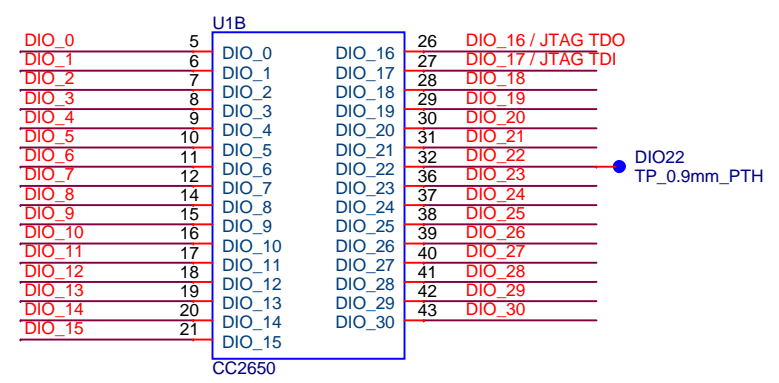 U1B
DIO_0 5 DIO_0 DIO_16 26 DIO_16 / JTAG TDO
DIO_1 6 DIO_1 DIO_17 27 DIO_17 / JTAG TDI
DIO_2 7 DIO_2 DIO_18 28 DIO_18
DIO_3 8 DIO_3 DIO_19 29 DIO_19
DIO_4 9 DIO_4 DIO_20 30 DIO_20
DIO_5 10 DIO_5 DIO_21 31 DIO_21
DIO_6 11 DIO_6 DIO_22 32 DIO_22 DIO22
DIO_7 12 DIO_7 DIO_23 36 DIO_23 TP_0.9mm_PTH
DIO_8 14 DIO_8 DIO_24 37 DIO_24
DIO_9 15 DIO_9 DIO_25 38 DIO_25
DIO_10 16 DIO_10 DIO_26 39 DIO_26
DIO_11 17 DIO_11 DIO_27 40 DIO_27
DIO_12 18 DIO_12 DIO_28 41 DIO_28
DIO_13 19 DIO_13 DIO_29 42 DIO_29
DIO_14 20 DIO_14 DIO_30 43 DIO_30
DIO_15 21 DIO_15
CC2650